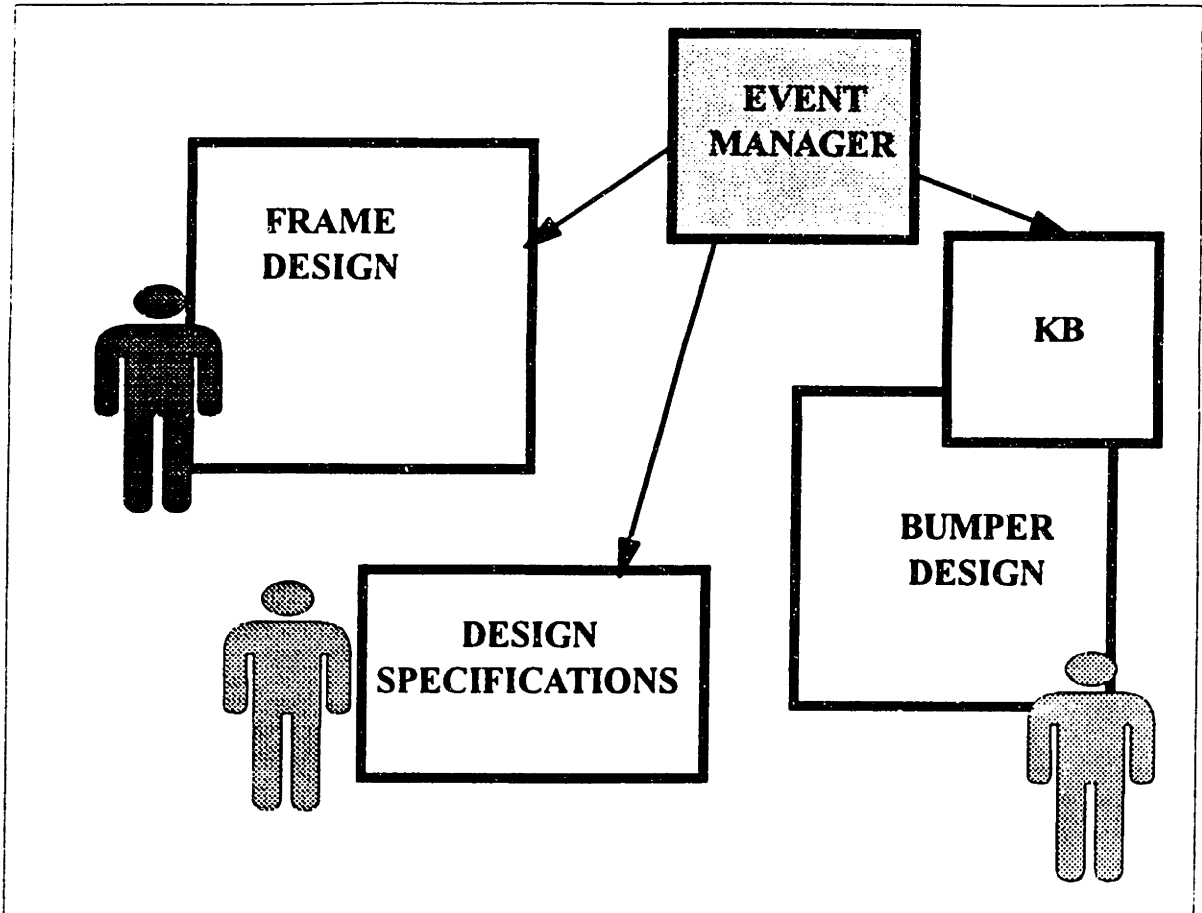 EVENT
MANAGER
FRAME
DESIGN
KB
BUMPER
DESIGN
DESIGN
SPECIFICATIONS